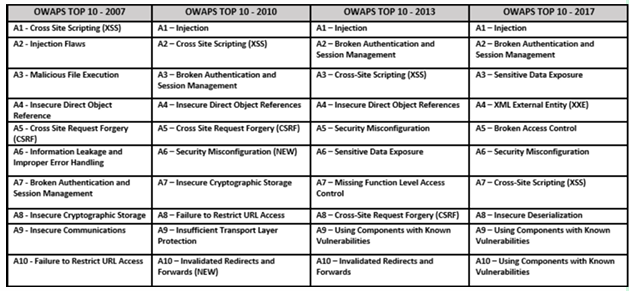 OWAPS TOP 10 - 2007 OWAPS TOP 10 - 2010 OWAPS TOP 10 - 2013 OWAPS TOP 10 - 2017
A1 - Cross Site Scripting (XSS) A1 – Injection A1 – Injection A1 – Injection
A2 - Injection Flaws A2 – Cross Site Scripting (XSS) A2 – Broken Authentication and A2 – Broken Authentication and
Session Management Session Management
A3 - Malicious File Execution A3 – Broken Authentication and A3 – Cross-Site Scripting (XSS) A3 – Sensitive Data Exposure
Session Management
A4 - Insecure Direct Object A4 – Insecure Direct Object References A4 – Insecure Direct Object References A4 – XML External Entity (XXE)
Reference
A5 - Cross Site Request Forgery A5 – Cross Site Request Forgery (CSRF) A5 – Security Misconfiguration A5 – Broken Access Control
(CSRF)
A6 - Information Leakage and A6 – Security Misconfiguration (NEW) A6 – Sensitive Data Exposure A6 – Security Misconfiguration
Improper Error Handling
A7 - Broken Authentication and A7 – Insecure Cryptographic Storage A7 – Missing Function Level Access A7 – Cross-Site Scripting (XSS)
Session Management Control
A8 - Insecure Cryptographic Storage A8 – Failure to Restrict URL Access A8 – Cross-Site Request Forgery (CSRF) A8 – Insecure Deserialization
A9 - Insecure Communications A9 – Insufficient Transport Layer A9 – Using Components with Known A9 – Using Components with Known
Protection Vulnerabilities Vulnerabilities
A10 - Failure to Restrict URL Access A10 – Invalidated Redirects and A10 – Invalidated Redirects and A10 – Using Components with Known
Forwards (NEW) Forwards Vulnerabilities